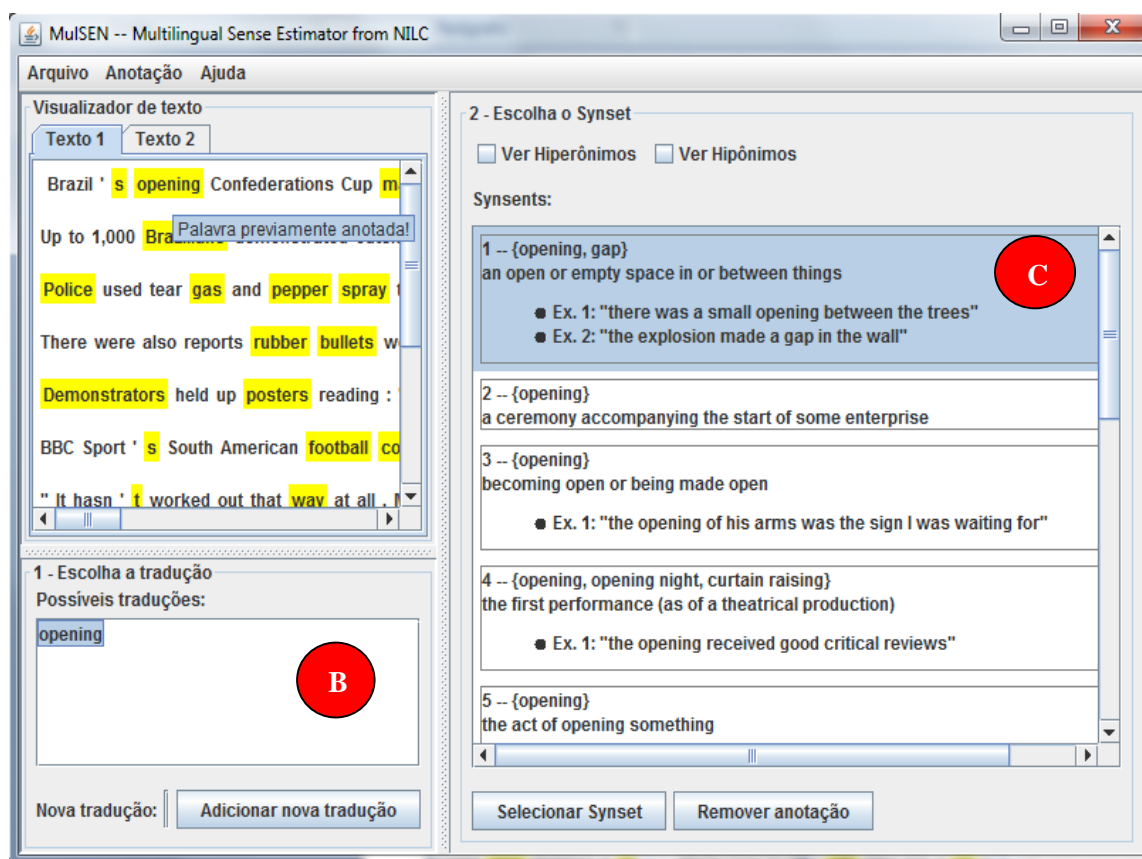 MulSEN -- Multilingual Sense Estimator from NILC
Arquivo Anotação Ajuda
Visualizador de texto
Texto 1 Texto 2
Brazil ' s opening Confederations Cup m
Palavra previamente anotada!
Up to 1,000
Police used tear gas and pepper spray
There were also reports rubber bullets w
Demonstrators held up posters reading : '
BBC Sport ' s South American football co
" It hasn ' t worked out that way at all .
1 - Escolha a tradução
Possíveis traduções:
opening
B
Nova tradução: Adicionar nova tradução
2 - Escolha o Synset
Ver Hiperônimos Ver Hipônimos
Synsents:
1 -- {opening, gap}
an open or empty space in or between things
C
● Ex. 1: "there was a small opening between the trees"
● Ex. 2: "the explosion made a gap in the wall"
2 -- {opening}
a ceremony accompanying the start of some enterprise
3 -- {opening}
becoming open or being made open
● Ex. 1: "the opening of his arms was the sign I was waiting for"
4 -- {opening, opening night, curtain raising}
the first performance (as of a theatrical production)
● Ex. 1: "the opening received good critical reviews"
5 -- {opening}
the act of opening something
Selecionar Synset Remover anotação